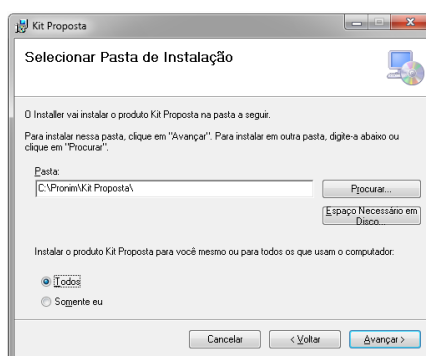 Kit Proposta
Selecionar Pasta de Instalação
O Installer vai instalar o produto Kit Proposta na pasta a seguir.
Para instalar nessa pasta, clique em "Avançar". Para instalar em outra pasta, digite-a abaixo ou
clique em "Procurar".
Pasta:
C:\Pronim\Kit Proposta\
Procurar...
Espaço Necessário em
Disco...
Instalar o produto Kit Proposta para você mesmo ou para todos os que usam o computador:
Todos
Somente eu
Cancelar
< Voltar
Avançar >